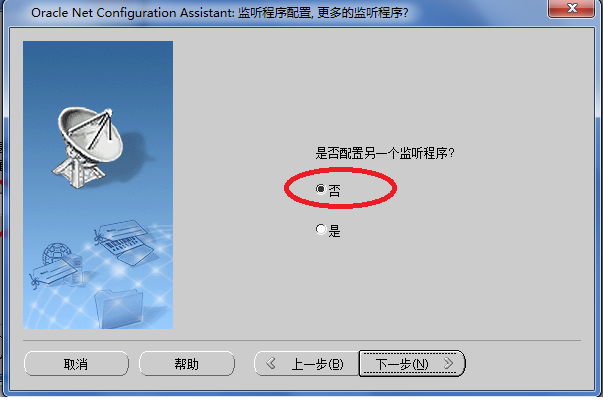 Oracle Net Configuration Assistant: 监听程序配置, 更多的监听程序?
是否配置另一个监听程序?
否
是
取消
帮助
上一步(B)
下一步(N)